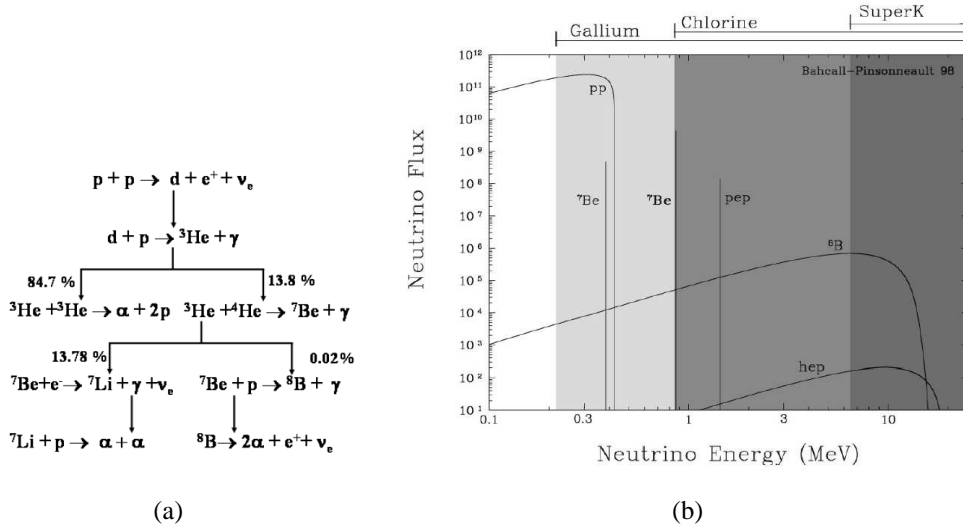 p + p → d + e⁺ + νₑ
d + p → ³He + γ
84.7 %
13.8 %
³He +³He → α + 2p
³He +⁴He → ⁷Be + γ
13.78 %
0.02%
⁷Be+e⁻→ ⁷Li + γ +νₑ
⁷Be + p → ⁸B + γ
⁷Li + p → α + α
⁸B→ 2α + e⁺+ νₑ
(a)
SuperK
Gallium
Chlorine
Bahcall-Pinsonneault 98
Neutrino Flux
10¹²
10¹¹
10¹⁰
10⁹
10⁸
10⁷
10⁶
10⁵
10⁴
10³
10²
10¹
pp
⁷Be
⁷Be
pep
⁸B
hep
0.1
0.3
1
3
10
Neutrino Energy (MeV)
(b)